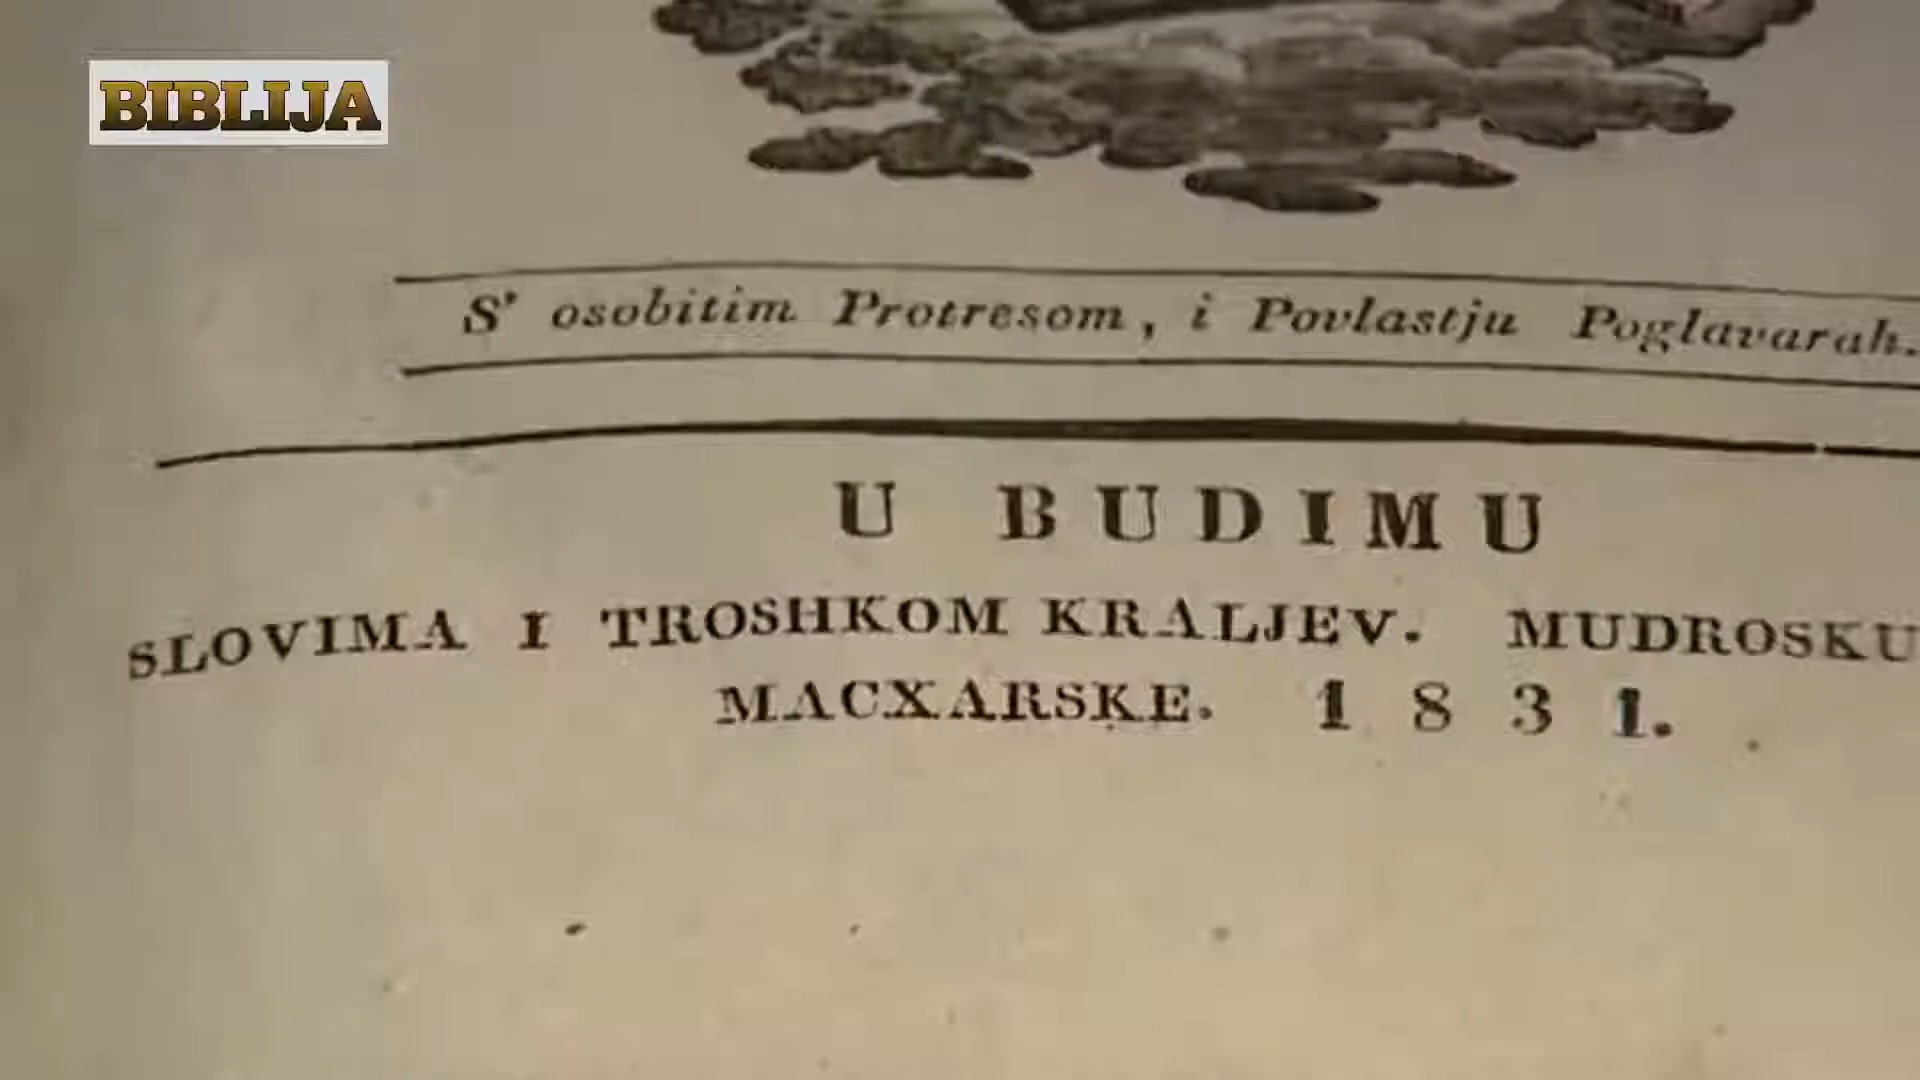 BIBLIJA
S' osobitim Protresom, i Povlastju Poglavarah.
U BUDIMU
SLOVIMA I TROSHKOM KRALJEV. MUDROSKU
MACXARSKE. 1831.